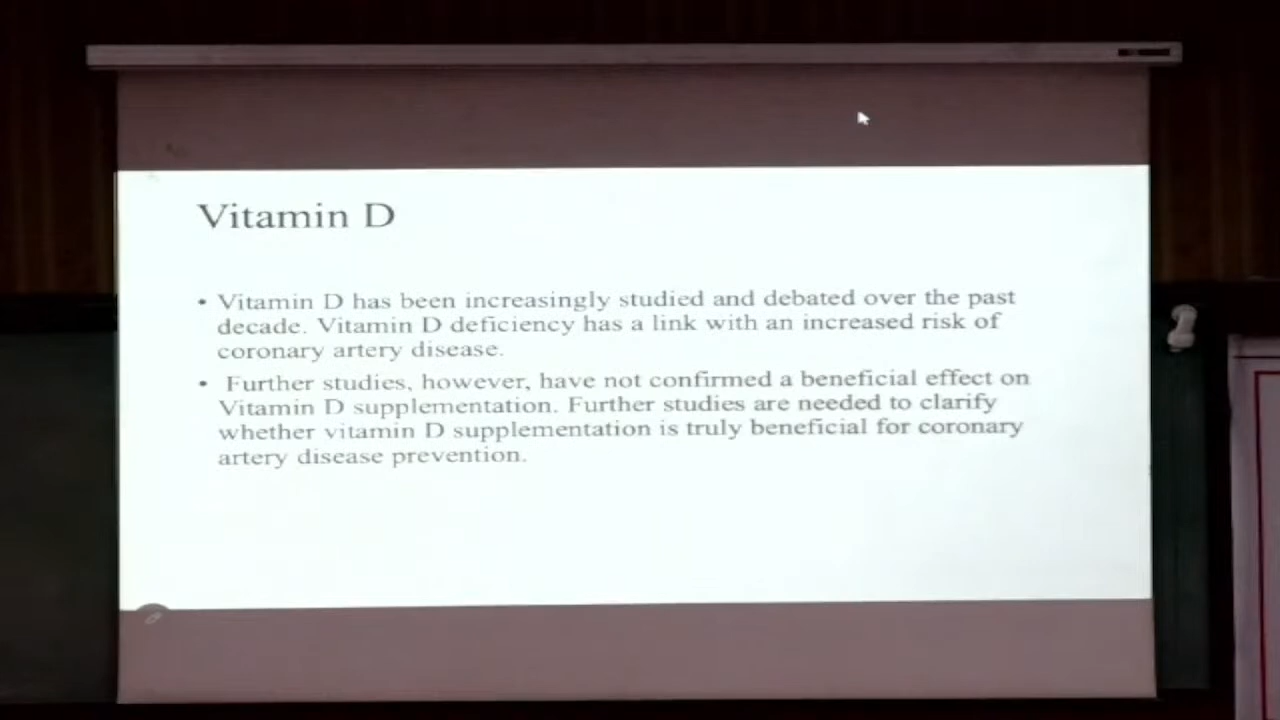 Vitamin D
• Vitamin D has been increasingly studied and debated over the past
decade. Vitamin D deficiency has a link with an increased risk of
coronary artery disease.
• Further studies, however, have not confirmed a beneficial effect on
Vitamin D supplementation. Further studies are needed to clarify
whether vitamin D supplementation is truly beneficial for coronary
artery disease prevention.